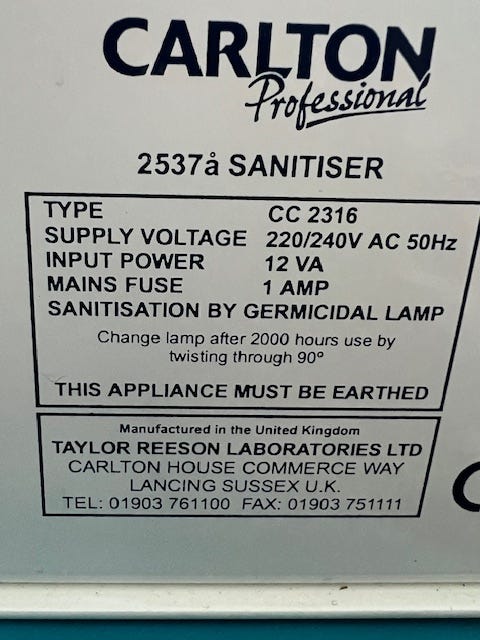 CARLTON
Professional
2537å SANITISER
TYPE CC 2316
SUPPLY VOLTAGE 220/240V AC 50Hz
INPUT POWER 12 VA
MAINS FUSE 1 AMP
SANITISATION BY GERMICIDAL LAMP
Change lamp after 2000 hours use by
twisting through 90º
THIS APPLIANCE MUST BE EARTHED
Manufactured in the United Kingdom
TAYLOR REESON LABORATORIES LTD
CARLTON HOUSE COMMERCE WAY
LANCING SUSSEX U.K.
TEL: 01903 761100 FAX: 01903 751111